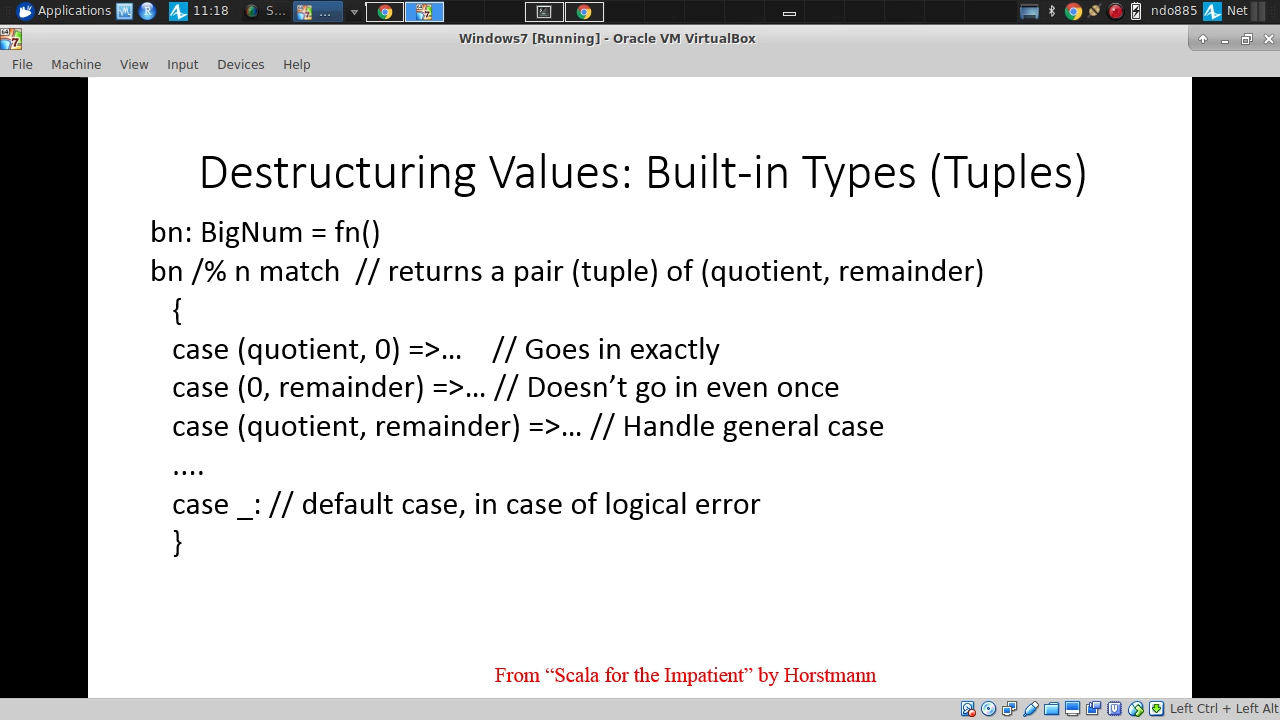 Applications 11:18 S... ... ndo885 Net
Windows7 [Running] - Oracle VM VirtualBox
File Machine View Input Devices Help
Destructuring Values: Built-in Types (Tuples)
bn: BigNum = fn()
bn /% n match // returns a pair (tuple) of (quotient, remainder)
{
case (quotient, 0) =>… // Goes in exactly
case (0, remainder) =>… // Doesn’t go in even once
case (quotient, remainder) =>… // Handle general case
....
case _: // default case, in case of logical error
}
From “Scala for the Impatient” by Horstmann
Left Ctrl + Left Alt